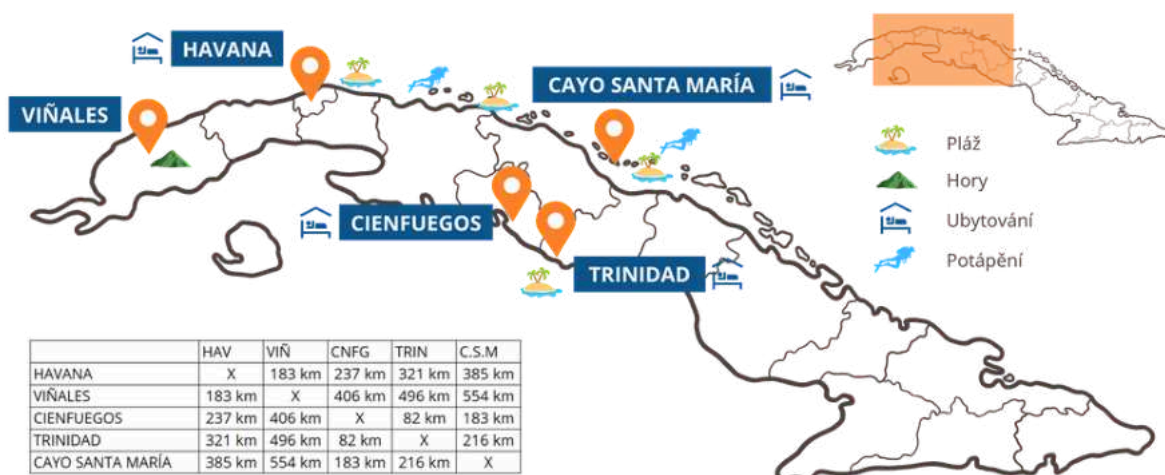 HAVANA
CAYO SANTA MARÍA
VIÑALES
Pláž
Hory
CIENFUEGOS
Ubytování
TRINIDAD
Potápění
HAV VIÑ CNFG TRIN C.S.M
HAVANA X 183 km 237 km 321 km 385 km
VIÑALES 183 km X 406 km 496 km 554 km
CIENFUEGOS 237 km 406 km X 82 km 183 km
TRINIDAD 321 km 496 km 82 km X 216 km
CAYO SANTA MARÍA 385 km 554 km 183 km 216 km X